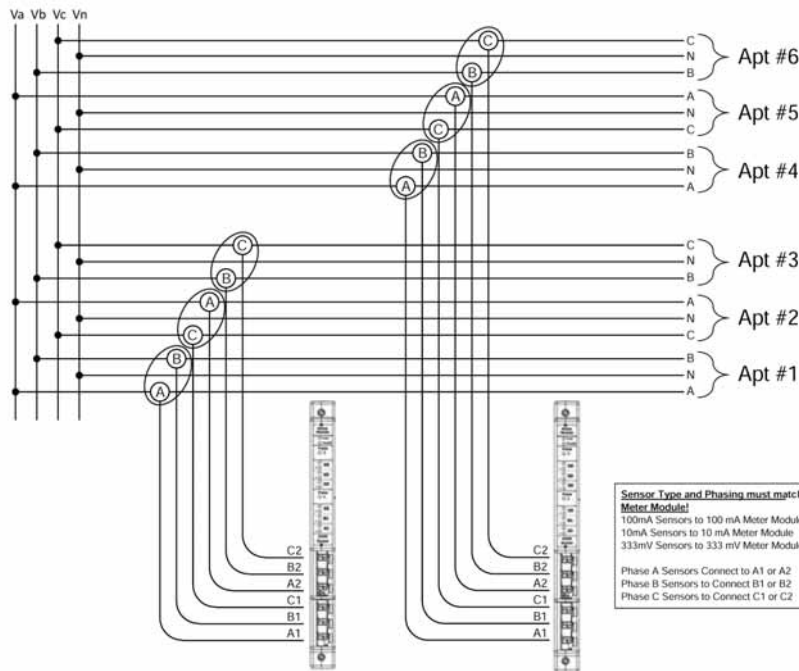 Va Vb Vc Vn
C
C
N
B
B
Apt #6
A
A
N
C
C
Apt #5
B
B
N
A
A
Apt #4
C
C
N
B
B
Apt #3
A
A
N
C
C
Apt #2
B
B
N
A
A
Apt #1
C2
B2
A2
C1
B1
A1
C2
B2
A2
C1
B1
A1
Sensor Type and Phasing must match
Meter Module!
100mA Sensors to 100 mA Meter Modul
10mA Sensors to 10 mA Meter Module
333mV Sensors to 333 mV Meter Modul
Phase A Sensors Connect to A1 or A2
Phase B Sensors to Connect B1 or B2
Phase C Sensors to Connect C1 or C2